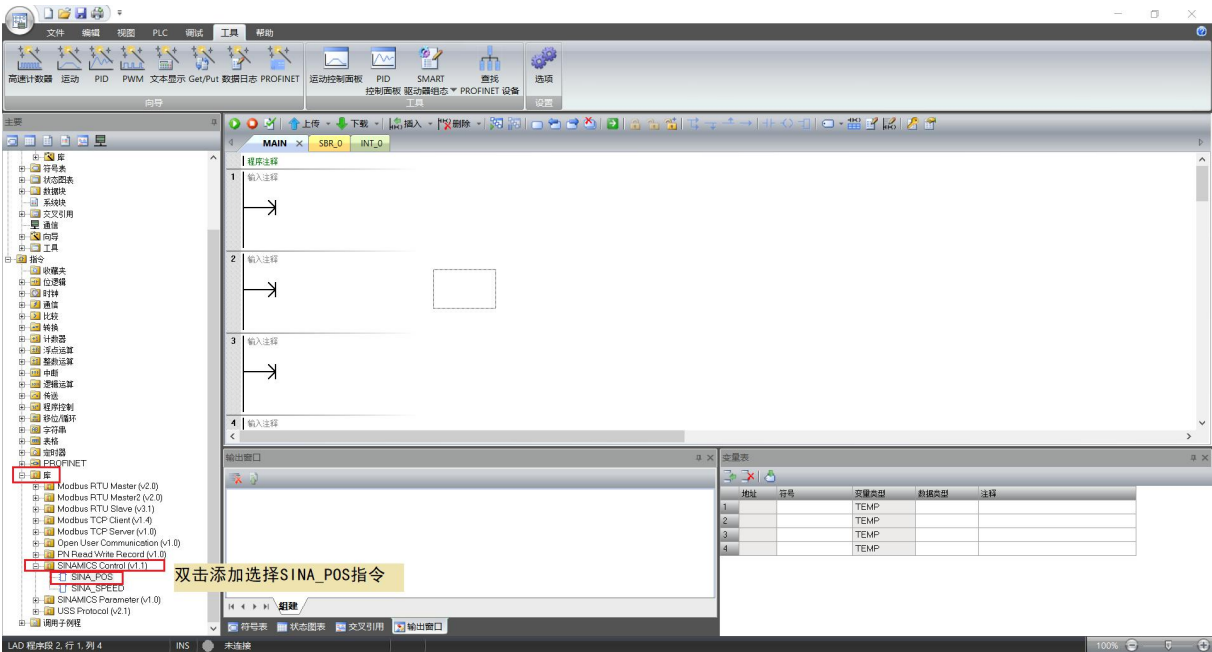 文件 编辑 视图 PLC 调试 工具 帮助
高速计数器 运动 PID PWM 文本显示 Get/Put 数据日志 PROFINET 运动控制面板 PID 控制面板 SMART 驱动器组态 查找 PROFINET 设备 选项
向导 工具 设置
主要
上传 下载 插入 删除
MAIN SBR_0 INT_0
程序注释
1 输入注释
2 输入注释
3 输入注释
4 输入注释
库
符号表
状态图表
数据块
系统块
交叉引用
通信
向导
工具
指令
收藏夹
位逻辑
时钟
通信
比较
转换
计数器
浮点运算
整数运算
中断
逻辑运算
传送
程序控制
移位/循环
字符串
表格
定时器
PROFINET
库
Modbus RTU Master (v2.0)
Modbus RTU Master2 (v2.0)
Modbus RTU Slave (v3.1)
Modbus TCP Client (v1.4)
Modbus TCP Server (v1.0)
Open User Communication (v1.0)
PN Read Write Record (v1.0)
SINAMICS Control (v1.1)
SINA_POS
SINA_SPEED
SINAMICS Parameter (v1.0)
USS Protocol (v2.1)
调用子例程
双击添加选择SINA_POS指令
输出窗口
组建
符号表 状态图表 交叉引用 输出窗口
变量表
地址 符号 变量类型 数据类型 注释
1 TEMP
2 TEMP
3 TEMP
4 TEMP
LAD 程序段 2, 行 1, 列 4 INS 未连接 100%